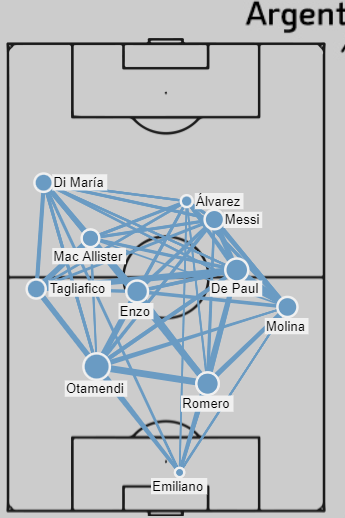 Argent
Di María
Álvarez
Messi
Mac Allister
Tagliafico
De Paul
Enzo
Molina
Otamendi
Romero
Emiliano